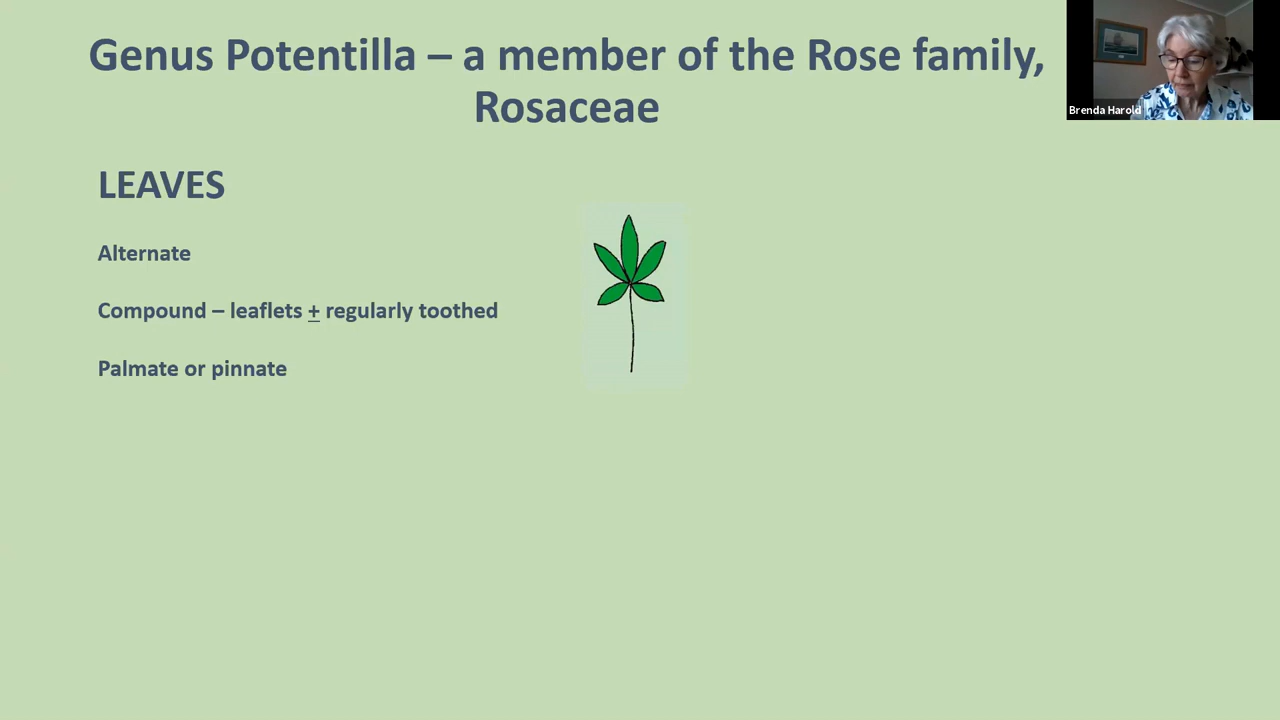 Genus Potentilla – a member of the Rose family,
Rosaceae
Brenda Harold
LEAVES
Alternate
Compound – leaflets ± regularly toothed
Palmate or pinnate